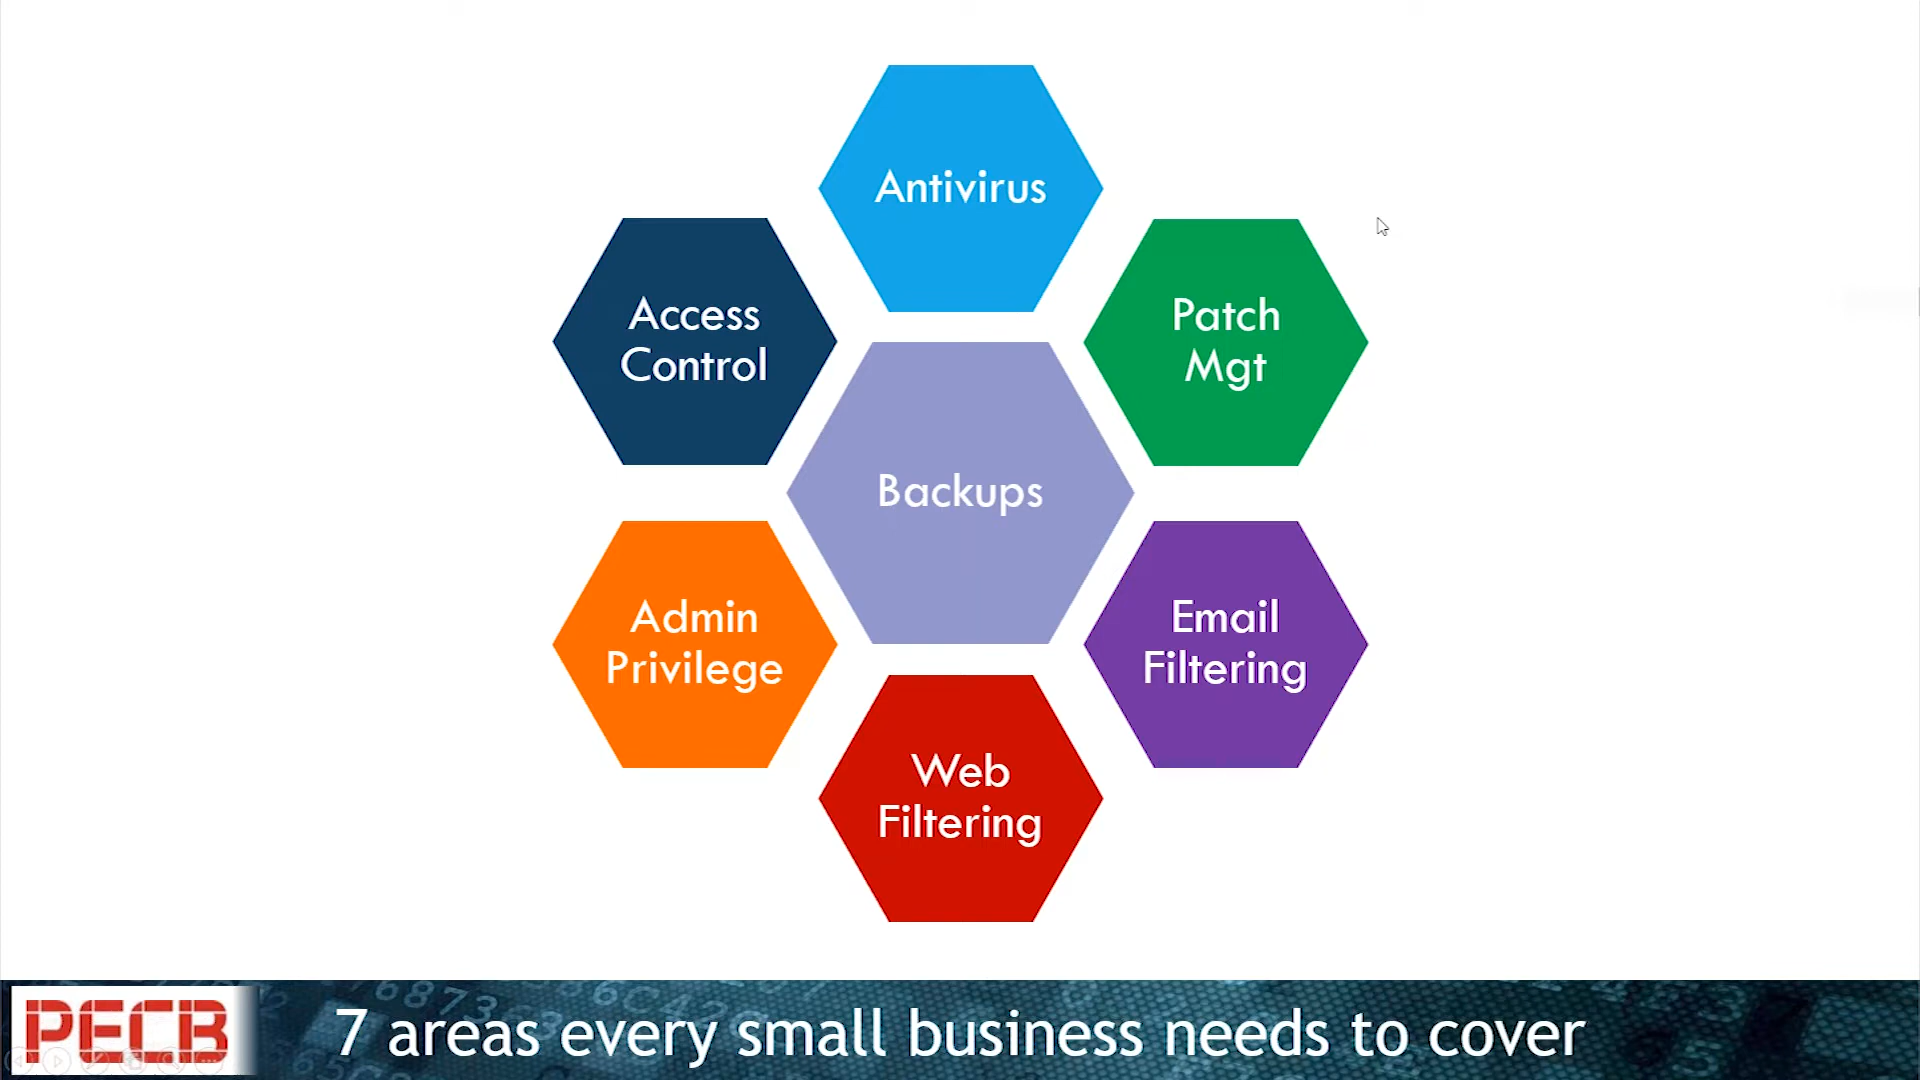 Antivirus
Access
Control
Patch
Mgt
Backups
Admin
Privilege
Email
Filtering
Web
Filtering
PECB
7 areas every small business needs to cover